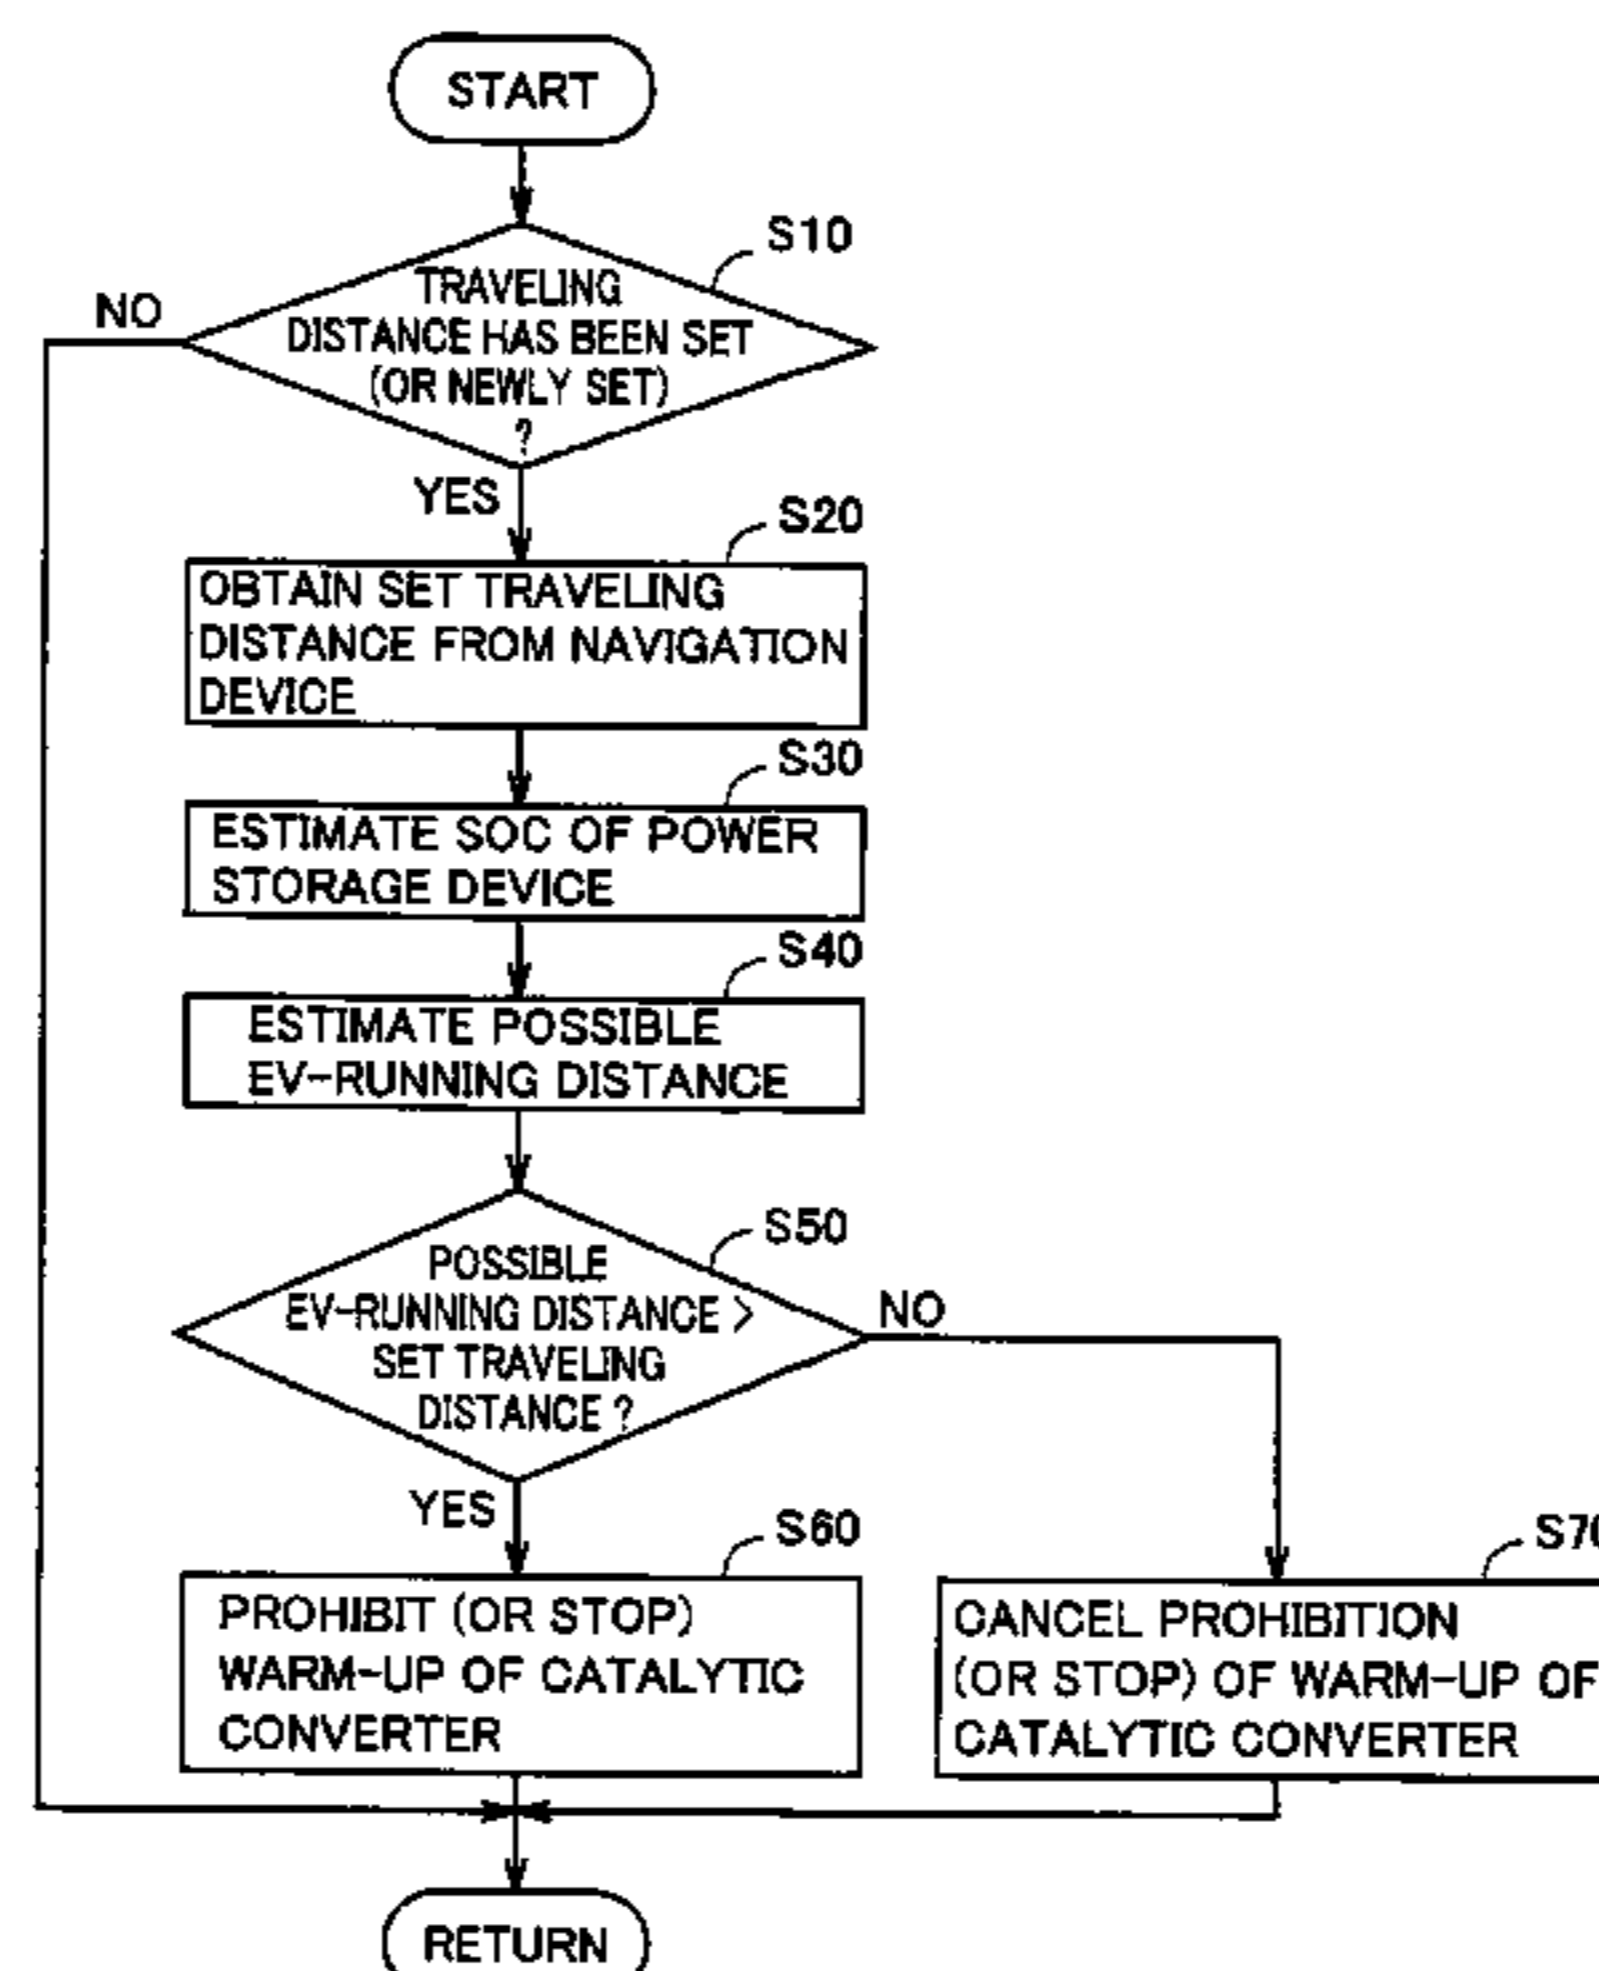 START
S10
TRAVELING
DISTANCE HAS BEEN SET
(OR NEWLY SET)
?
NO
YES
S20
OBTAIN SET TRAVELING
DISTANCE FROM NAVIGATION
DEVICE
S30
ESTIMATE SOC OF POWER
STORAGE DEVICE
S40
ESTIMATE POSSIBLE
EV-RUNNING DISTANCE
S50
POSSIBLE
EV-RUNNING DISTANCE >
SET TRAVELING
DISTANCE ?
NO
YES
S60
PROHIBIT (OR STOP)
WARM-UP OF CATALYTIC
CONVERTER
S70
CANCEL PROHIBITION
(OR STOP) OF WARM-UP OF
CATALYTIC CONVERTER
RETURN